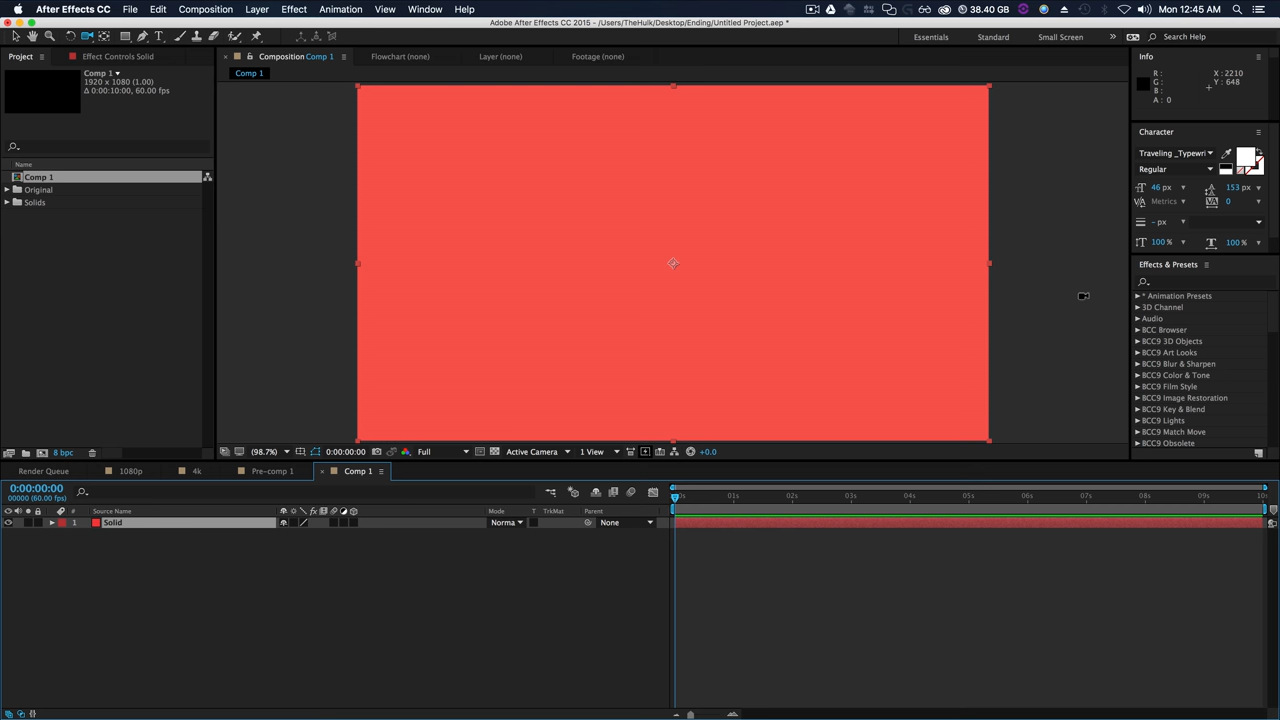 After Effects CC File Edit Composition Layer Effect Animation View Window Help 38.40 GB Mon 12:45 AM
Adobe After Effects CC 2015 - /Users/TheHulk/Desktop/Ending/Untitled Project.aep *
Essentials Standard Small Screen » Search Help
Project Effect Controls Solid × Composition Comp 1 Flowchart (none) Layer (none) Footage (none) Info
Comp 1
Comp 1▼
1920 x 1080 (1.00)
Δ 0:00:10:00, 60.00 fps
R : X : 2210
G : Y : 648
B :
A : 0
Character
Traveling _Typewri
Regular
46 px 153 px
Metrics 0
- px
100 % 100 %
Name
Comp 1
Original
Solids
Effects & Presets
* Animation Presets
3D Channel
Audio
BCC Browser
BCC9 3D Objects
BCC9 Art Looks
BCC9 Blur & Sharpen
BCC9 Color & Tone
BCC9 Film Style
BCC9 Image Restoration
BCC9 Key & Blend
BCC9 Lights
BCC9 Match Move
BCC9 Obsolete
8 bpc (98.7%) 0:00:00:00 Full Active Camera 1 View +0.0
Render Queue 1080p 4k Pre-comp 1 × Comp 1
0:00:00:00
00000 (60.00 fps)
0s 01s 02s 03s 04s 05s 06s 07s 08s 09s 10s
# Source Name Mode T TrkMat Parent
1 Solid Norma None